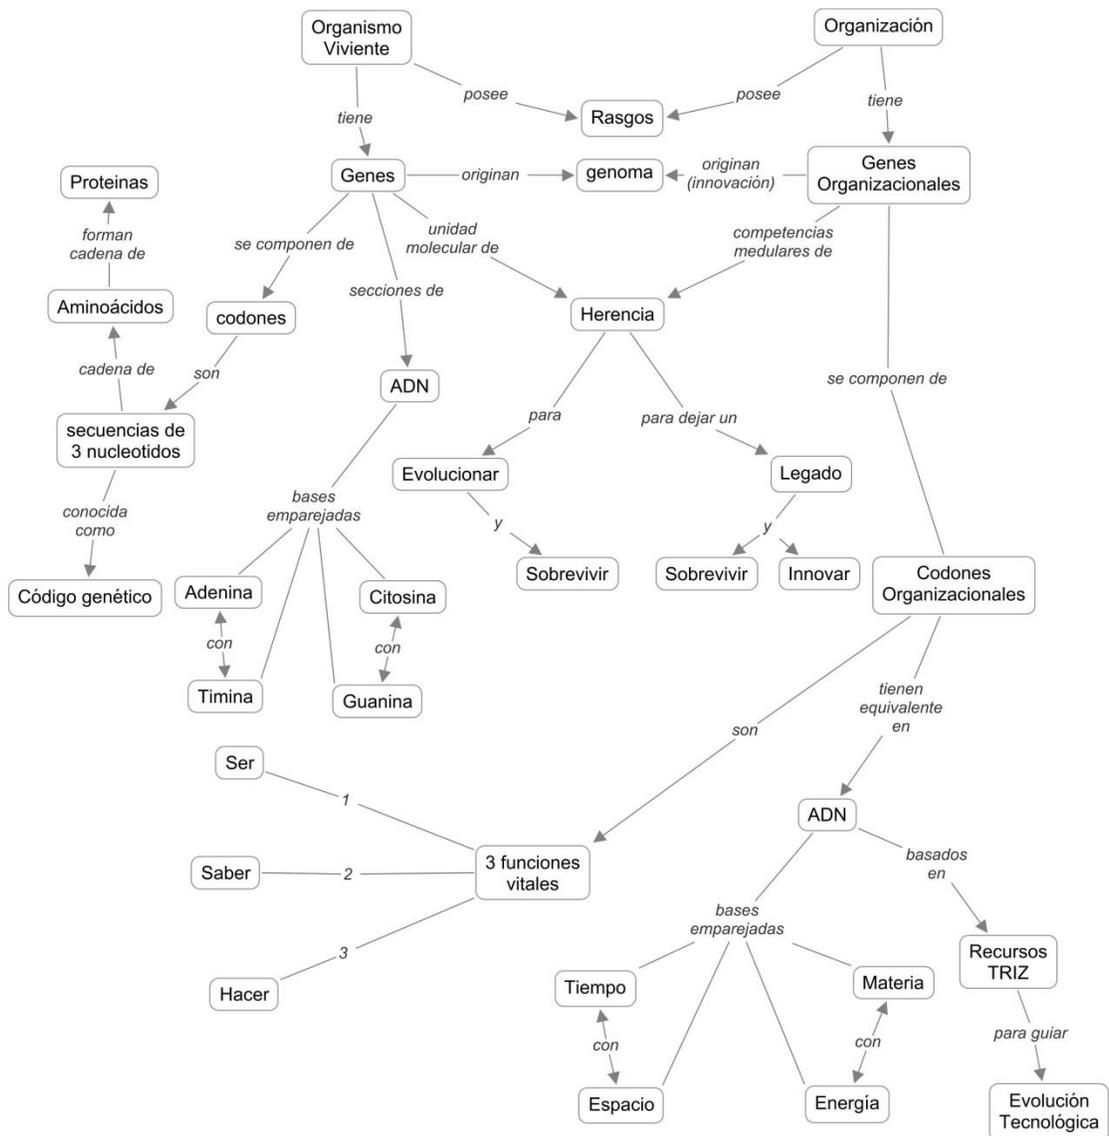 Organismo
Viviente
Organización
posee
posee
tiene
tiene
Rasgos
Proteinas
Genes
originan
genoma
originan
(innovación)
Genes
Organizacionales
forman
cadena de
se componen de
unidad
molecular de
competencias
medulares de
secciones de
Aminoácidos
codones
Herencia
cadena de
son
ADN
se componen de
para
para dejar un
secuencias de
3 nucleotidos
Evolucionar
Legado
conocida
como
bases
emparejadas
y
y
Código genético
Adenina
Citosina
Sobrevivir
Sobrevivir
Innovar
Codones
Organizacionales
con
con
Timina
Guanina
tienen
equivalente
en
son
Ser
1
ADN
Saber
2
3 funciones
vitales
basados
en
bases
emparejadas
3
Hacer
Recursos
TRIZ
Tiempo
Materia
con
con
para guiar
Espacio
Energía
Evolución
Tecnológica